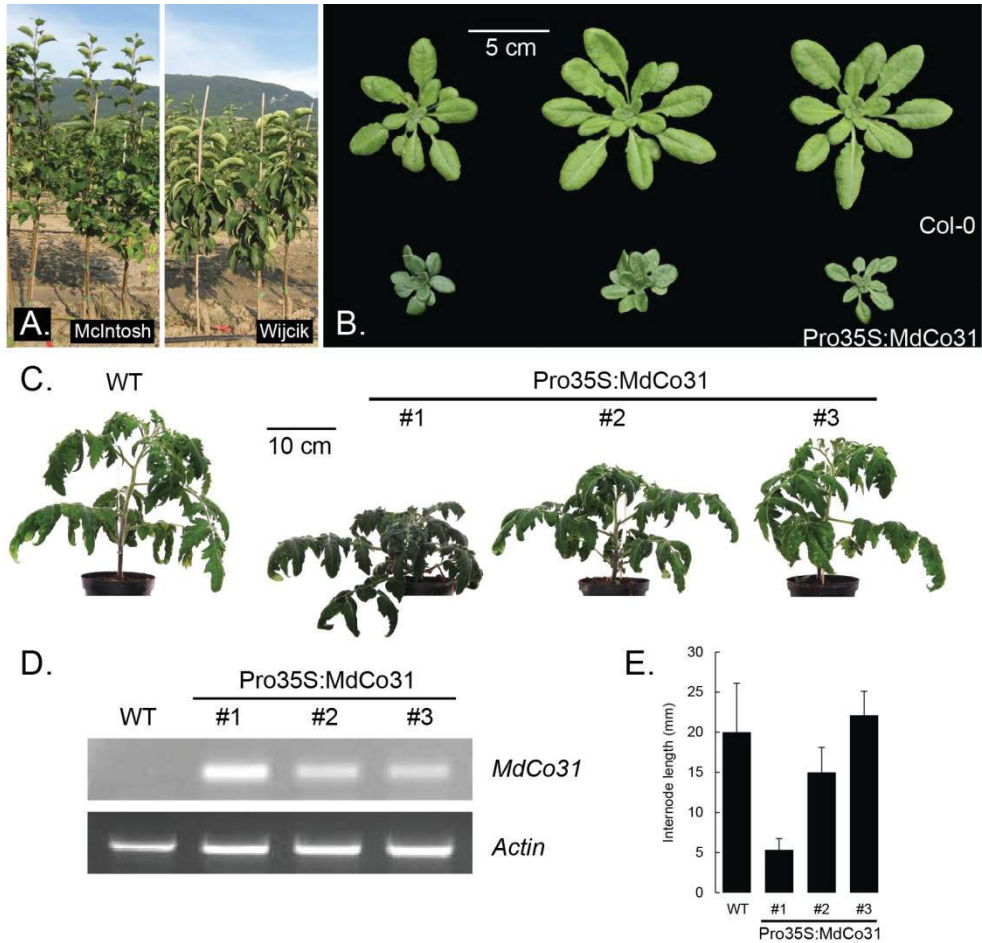 A.
McIntosh
Wijcik
5 cm
Col-0
B.
Pro35S:MdCo31
C.
WT
Pro35S:MdCo31
10 cm
#1
#2
#3
D.
Pro35S:MdCo31
WT
#1
#2
#3
MdCo31
Actin
E.
Internode length (mm)
30
25
20
15
10
5
0
WT
#1
#2
#3
Pro35S:MdCo31